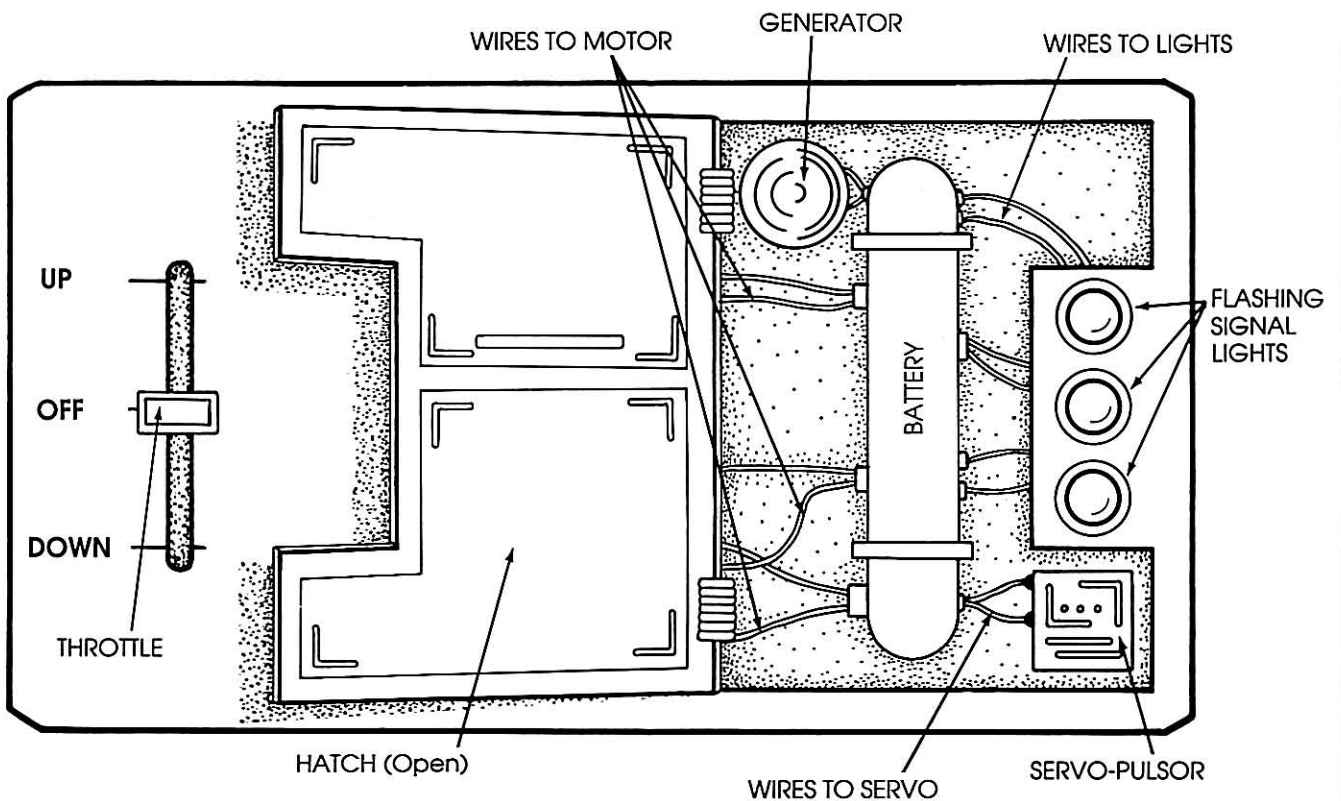 GENERATOR
WIRES TO MOTOR
WIRES TO LIGHTS
UP
OFF
DOWN
THROTTLE
BATTERY
FLASHING
SIGNAL
LIGHTS
HATCH (Open)
WIRES TO SERVO
SERVO-PULSOR